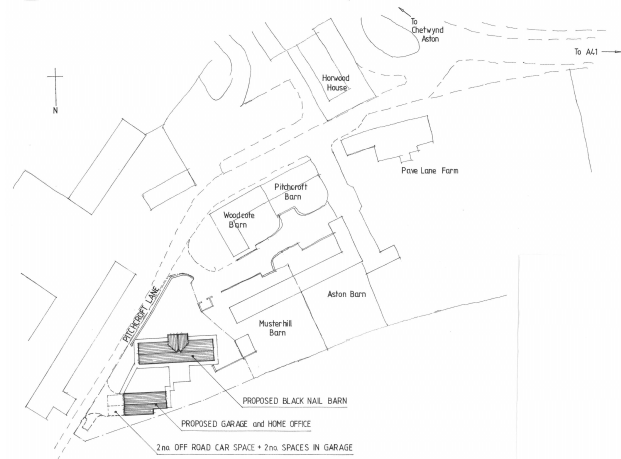 To
Chetwynd
Aston
To A41
N
Horwood
House
Pave Lane Farm
Pitchcroft
Barn
Woodcote
Barn
PITCHCROFT LANE
Aston Barn
Musterhill
Barn
PROPOSED BLACK NAIL BARN
PROPOSED GARAGE and HOME OFFICE
2no. OFF ROAD CAR SPACE + 2no. SPACES IN GARAGE